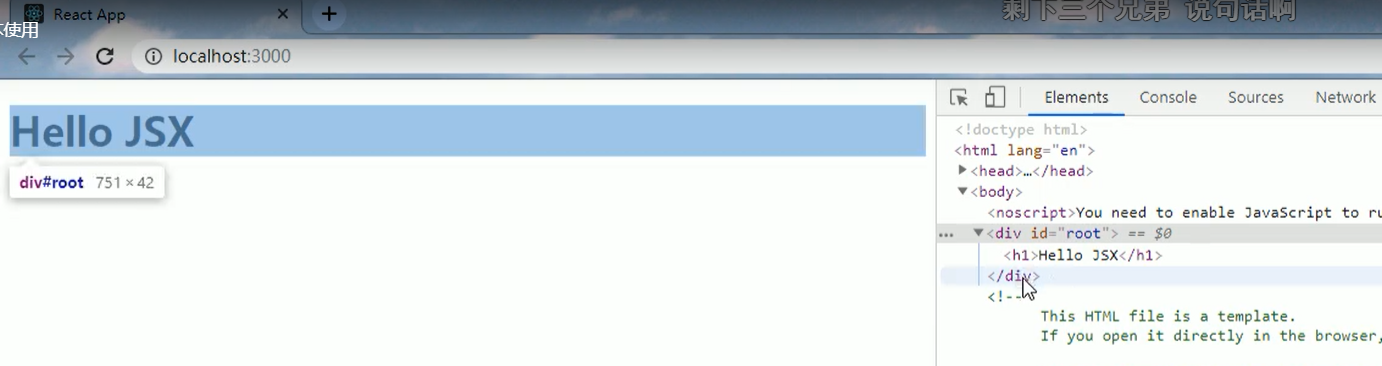 React App
剩下三个兄弟 说句话啊
使用
localhost:3000
Hello JSX
div#root 751 × 42
Elements Console Sources Network
<!doctype html>
<html lang="en">
<head>…</head>
<body>
<noscript>You need to enable JavaScript to ru
<div id="root"> == $0
<h1>Hello JSX</h1>
</div>
<!--
This HTML file is a template.
If you open it directly in the browser,